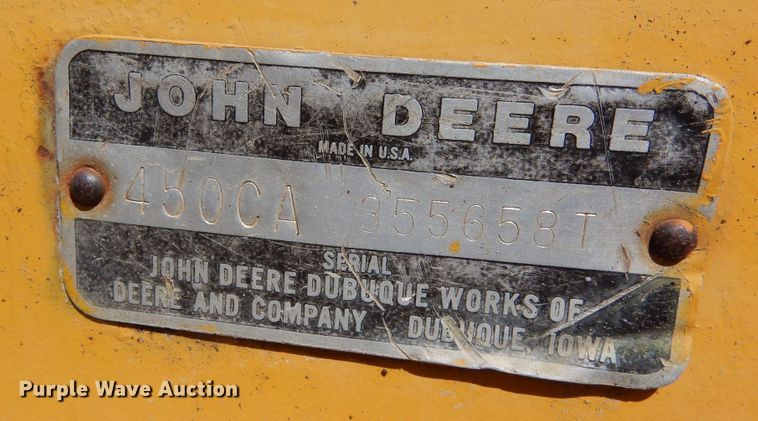 JOHN DEERE
MADE IN U.S.A.
450CA 355658T
SERIAL
JOHN DEERE DUBUQUE WORKS OF
DEERE AND COMPANY DUBUQUE, IOWA
Purple Wave Auction